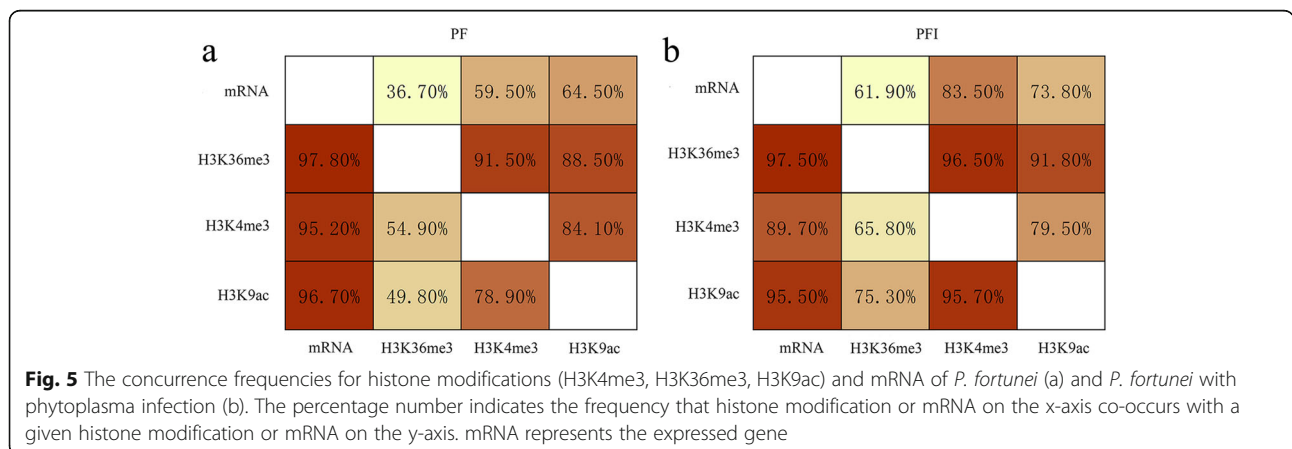 a PF
mRNA 36.70% 59.50% 64.50%
H3K36me3 97.80% 91.50% 88.50%
H3K4me3 95.20% 54.90% 84.10%
H3K9ac 96.70% 49.80% 78.90%
mRNA H3K36me3 H3K4me3 H3K9ac
b PFI
mRNA 61.90% 83.50% 73.80%
H3K36me3 97.50% 96.50% 91.80%
H3K4me3 89.70% 65.80% 79.50%
H3K9ac 95.50% 75.30% 95.70%
mRNA H3K36me3 H3K4me3 H3K9ac
Fig. 5 The concurrence frequencies for histone modifications (H3K4me3, H3K36me3, H3K9ac) and mRNA of P. fortunei (a) and P. fortunei with
phytoplasma infection (b). The percentage number indicates the frequency that histone modification or mRNA on the x-axis co-occurs with a
given histone modification or mRNA on the y-axis. mRNA represents the expressed gene